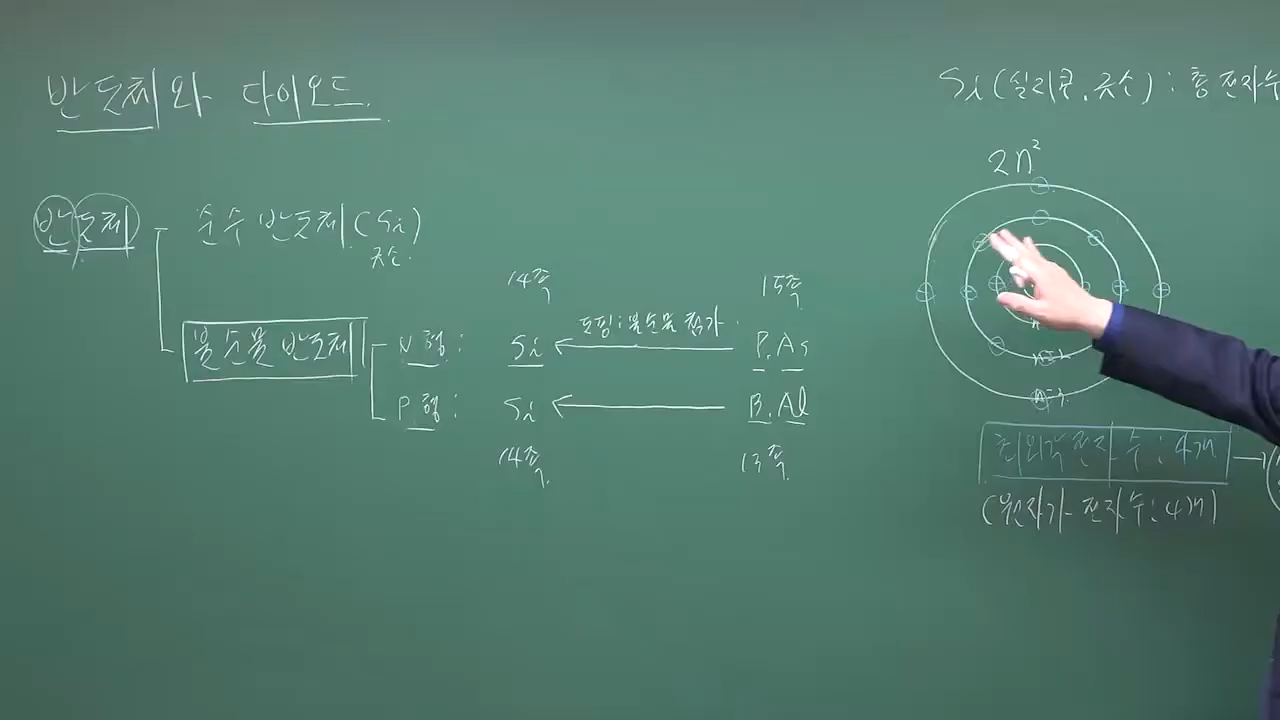 반도체와 다이오드.
반도체
순수 반도체 (Si)
규소.
불순물 반도체
N형 :
14족
Si
도핑 : 불순물 첨가.
15족
P.As
P형 :
Si
14족.
B.Al
13족.
Si (실리콘, 규소) : 총 전자수
2n²
n=2
n=3.
최외각 전자 수 : 4개
(원자가 전자 수 : 4개)